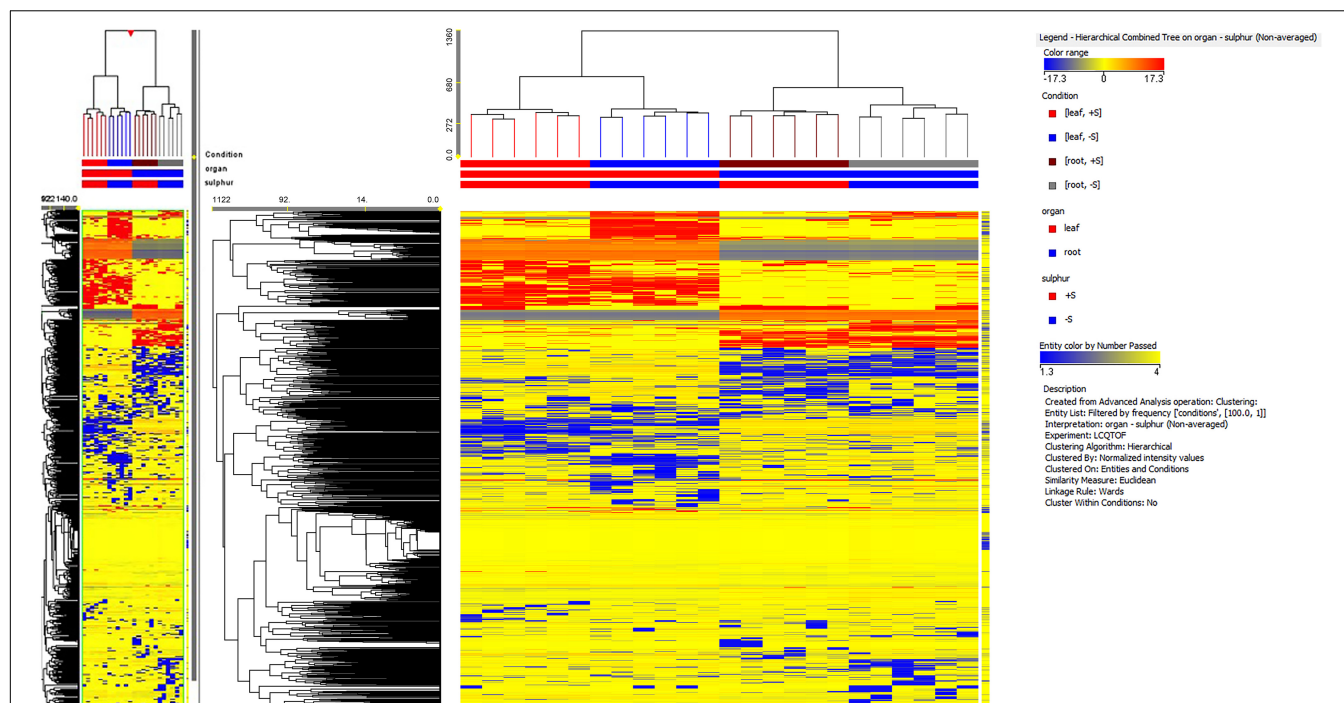 Condition
organ
sulphur
922 140.0
1122 92. 14. 0.0
1360
680
272
0.0
Legend - Hierarchical Combined Tree on organ - sulphur (Non-averaged)
Color range
-17.3 0 17.3
Condition
[leaf, +S]
[leaf, -S]
[root, +S]
[root, -S]
organ
leaf
root
sulphur
+S
-S
Entity color by Number Passed
1.3 4
Description
Created from Advanced Analysis operation: Clustering:
Entity List: Filtered by frequency ['conditions', [100.0, 1]]
Interpretation: organ - sulphur (Non-averaged)
Experiment: LCQTOF
Clustering Algorithm: Hierarchical
Clustered By: Normalized intensity values
Clustered On: Entities and Conditions
Similarity Measure: Euclidean
Linkage Rule: Wards
Cluster Within Conditions: No